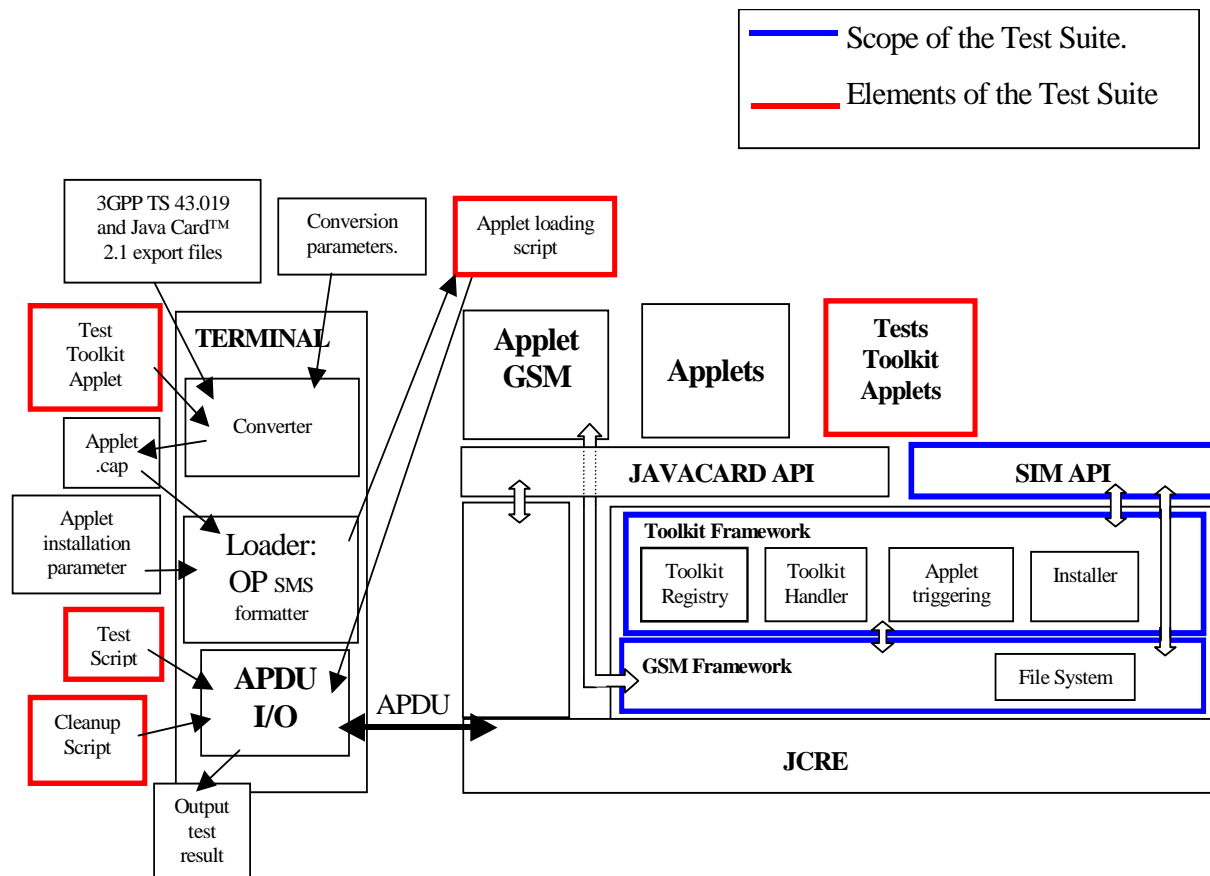 Scope of the Test Suite.
Elements of the Test Suite
3GPP TS 43.019
and Java Card™
2.1 export files
Conversion
parameters.
Applet loading
script
Test
Toolkit
Applet
TERMINAL
Converter
Applet
.cap
Applet
installation
parameter
Loader:
OP SMS
formatter
Test
Script
APDU
I/O
Cleanup
Script
Output
test
result
APDU
Applet
GSM
Applets
Tests
Toolkit
Applets
JAVACARD API
SIM API
Toolkit Framework
Toolkit
Registry
Toolkit
Handler
Applet
triggering
Installer
GSM Framework
File System
JCRE